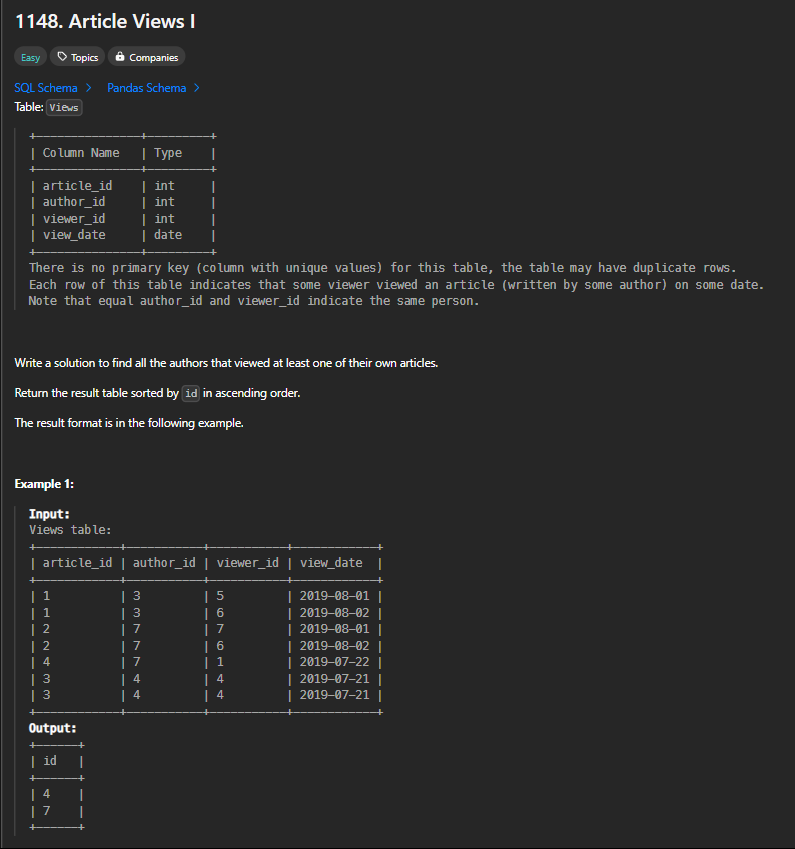 1148. Article Views I
Easy Topics Companies
SQL Schema > Pandas Schema >
Table: Views
+---------------+---------+
| Column Name   | Type    |
+---------------+---------+
| article_id    | int     |
| author_id     | int     |
| viewer_id     | int     |
| view_date     | date    |
+---------------+---------+
There is no primary key (column with unique values) for this table, the table may have duplicate rows.
Each row of this table indicates that some viewer viewed an article (written by some author) on some date.
Note that equal author_id and viewer_id indicate the same person.
Write a solution to find all the authors that viewed at least one of their own articles.
Return the result table sorted by id in ascending order.
The result format is in the following example.
Example 1:
Input:
Views table:
+------------+-----------+-----------+------------+
| article_id | author_id | viewer_id | view_date  |
+------------+-----------+-----------+------------+
| 1          | 3         | 5         | 2019-08-01 |
| 1          | 3         | 6         | 2019-08-02 |
| 2          | 7         | 7         | 2019-08-01 |
| 2          | 7         | 6         | 2019-08-02 |
| 4          | 7         | 1         | 2019-07-22 |
| 3          | 4         | 4         | 2019-07-21 |
| 3          | 4         | 4         | 2019-07-21 |
+------------+-----------+-----------+------------+
Output:
+------+
| id   |
+------+
| 4    |
| 7    |
+------+